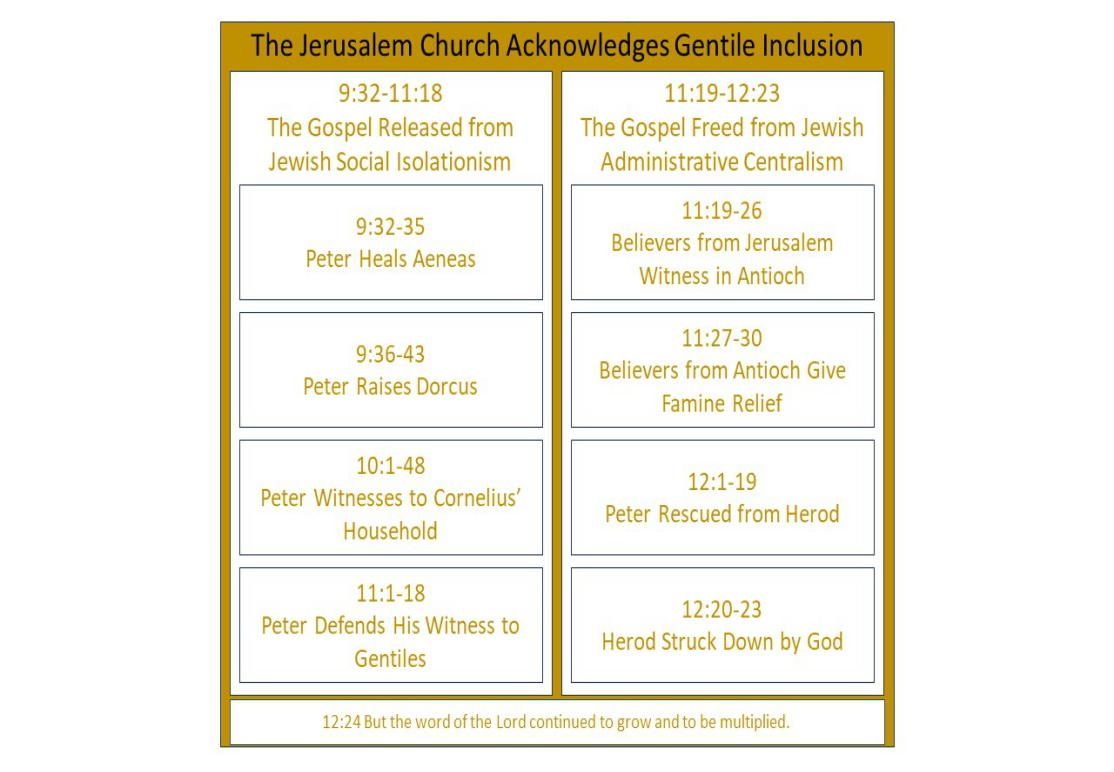 The Jerusalem Church Acknowledges Gentile Inclusion
9:32-11:18
The Gospel Released from
Jewish Social Isolationism
9:32-35
Peter Heals Aeneas
9:36-43
Peter Raises Dorcus
10:1-48
Peter Witnesses to Cornelius’
Household
11:1-18
Peter Defends His Witness to
Gentiles
11:19-12:23
The Gospel Freed from Jewish
Administrative Centralism
11:19-26
Believers from Jerusalem
Witness in Antioch
11:27-30
Believers from Antioch Give
Famine Relief
12:1-19
Peter Rescued from Herod
12:20-23
Herod Struck Down by God
12:24 But the word of the Lord continued to grow and to be multiplied.